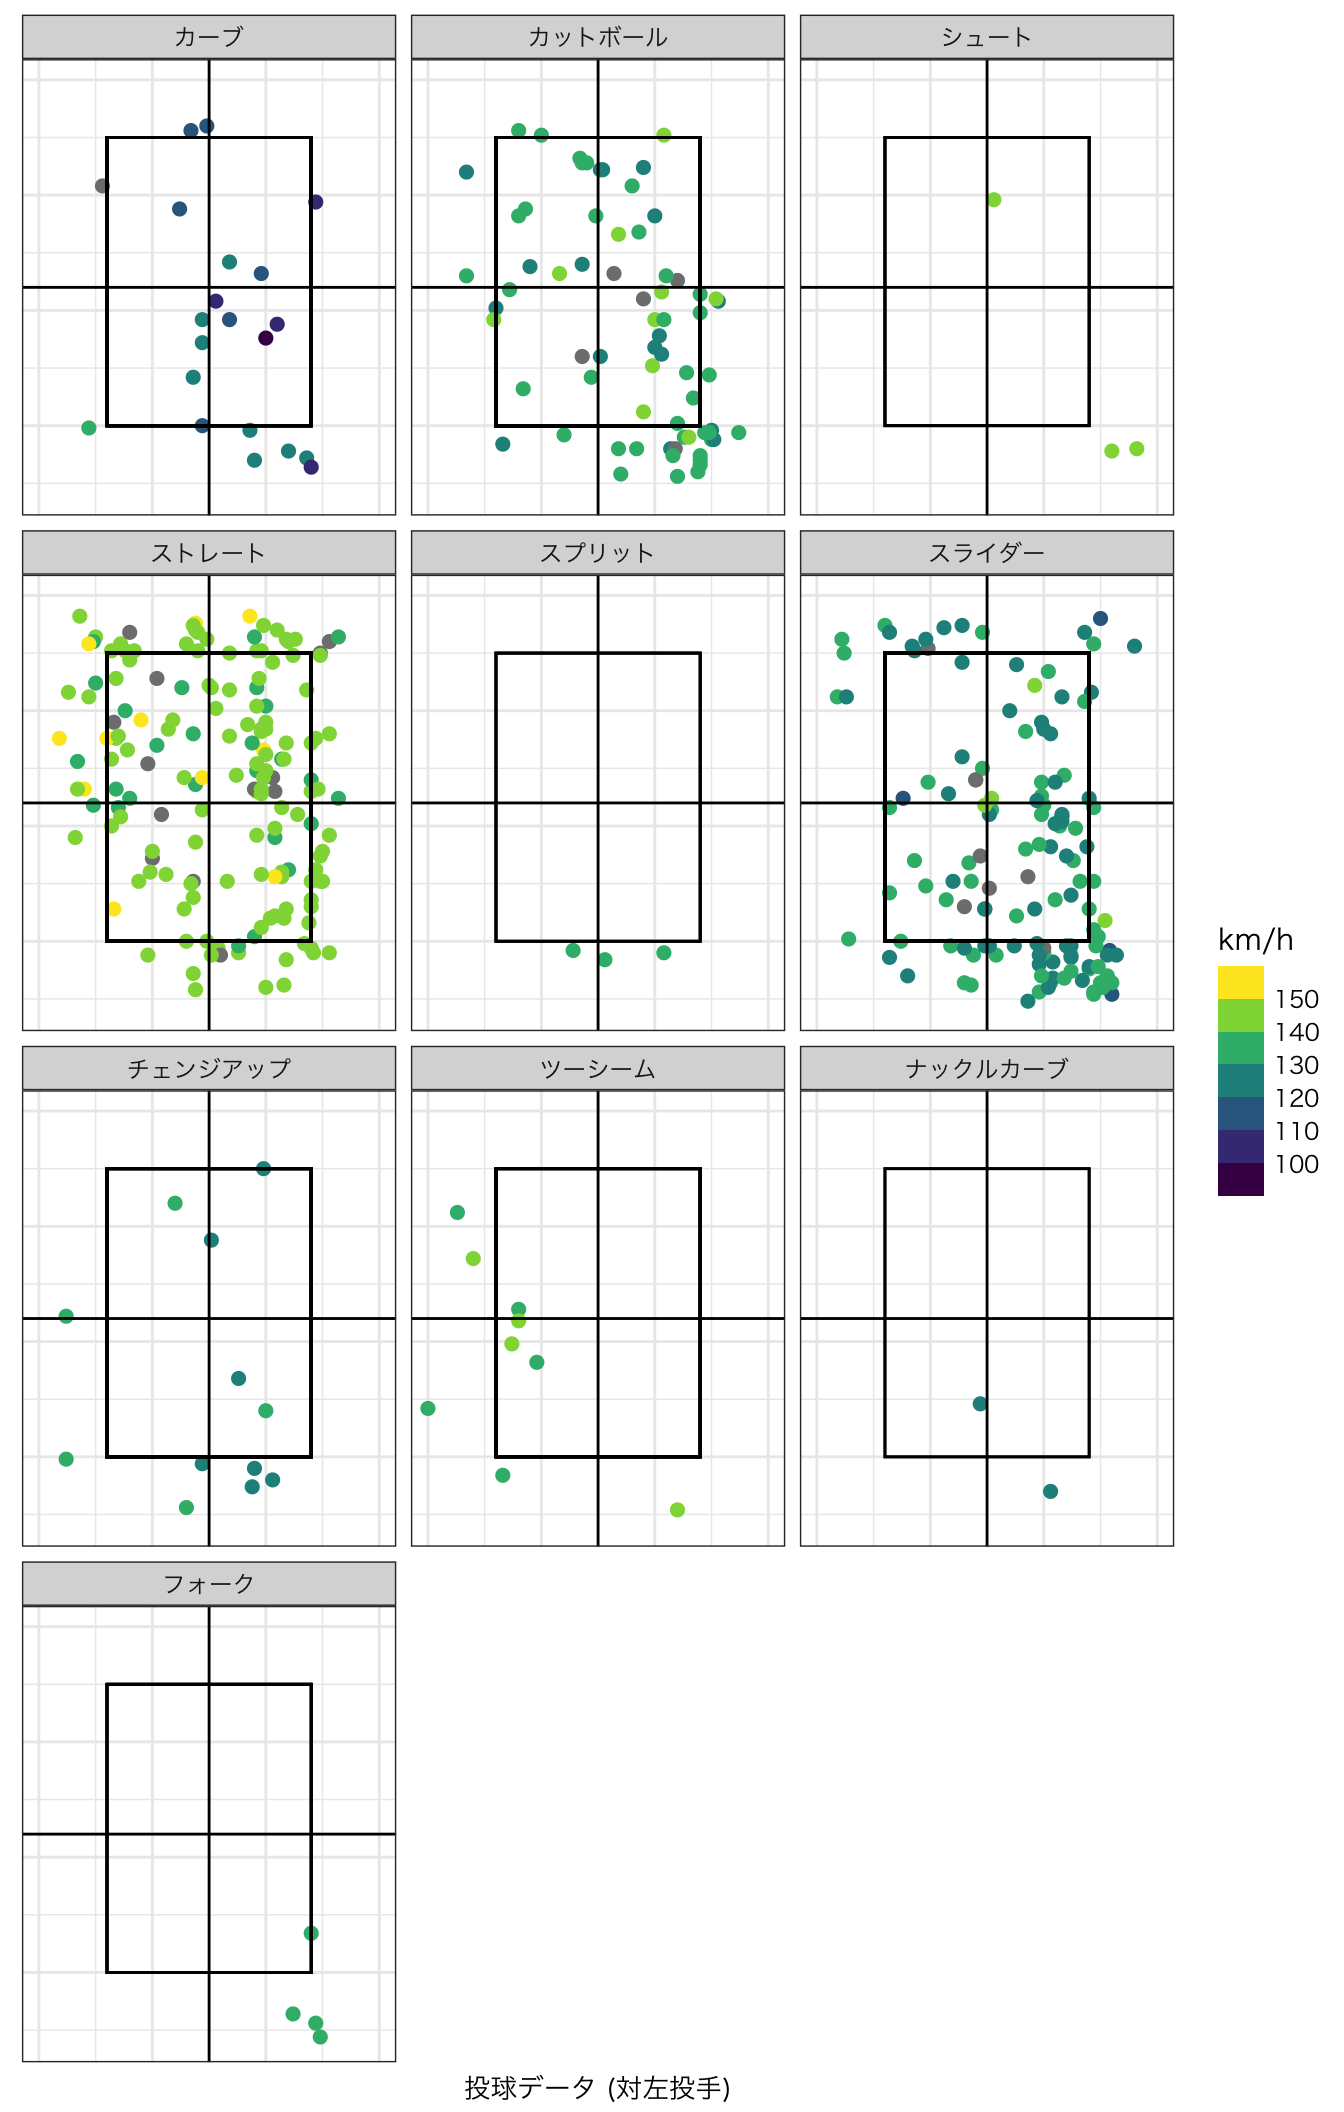 カーブ
カットボール
シュート
ストレート
スプリット
スライダー
チェンジアップ
ツーシーム
ナックルカーブ
フォーク
km/h
150
140
130
120
110
100
投球データ (対左投手)